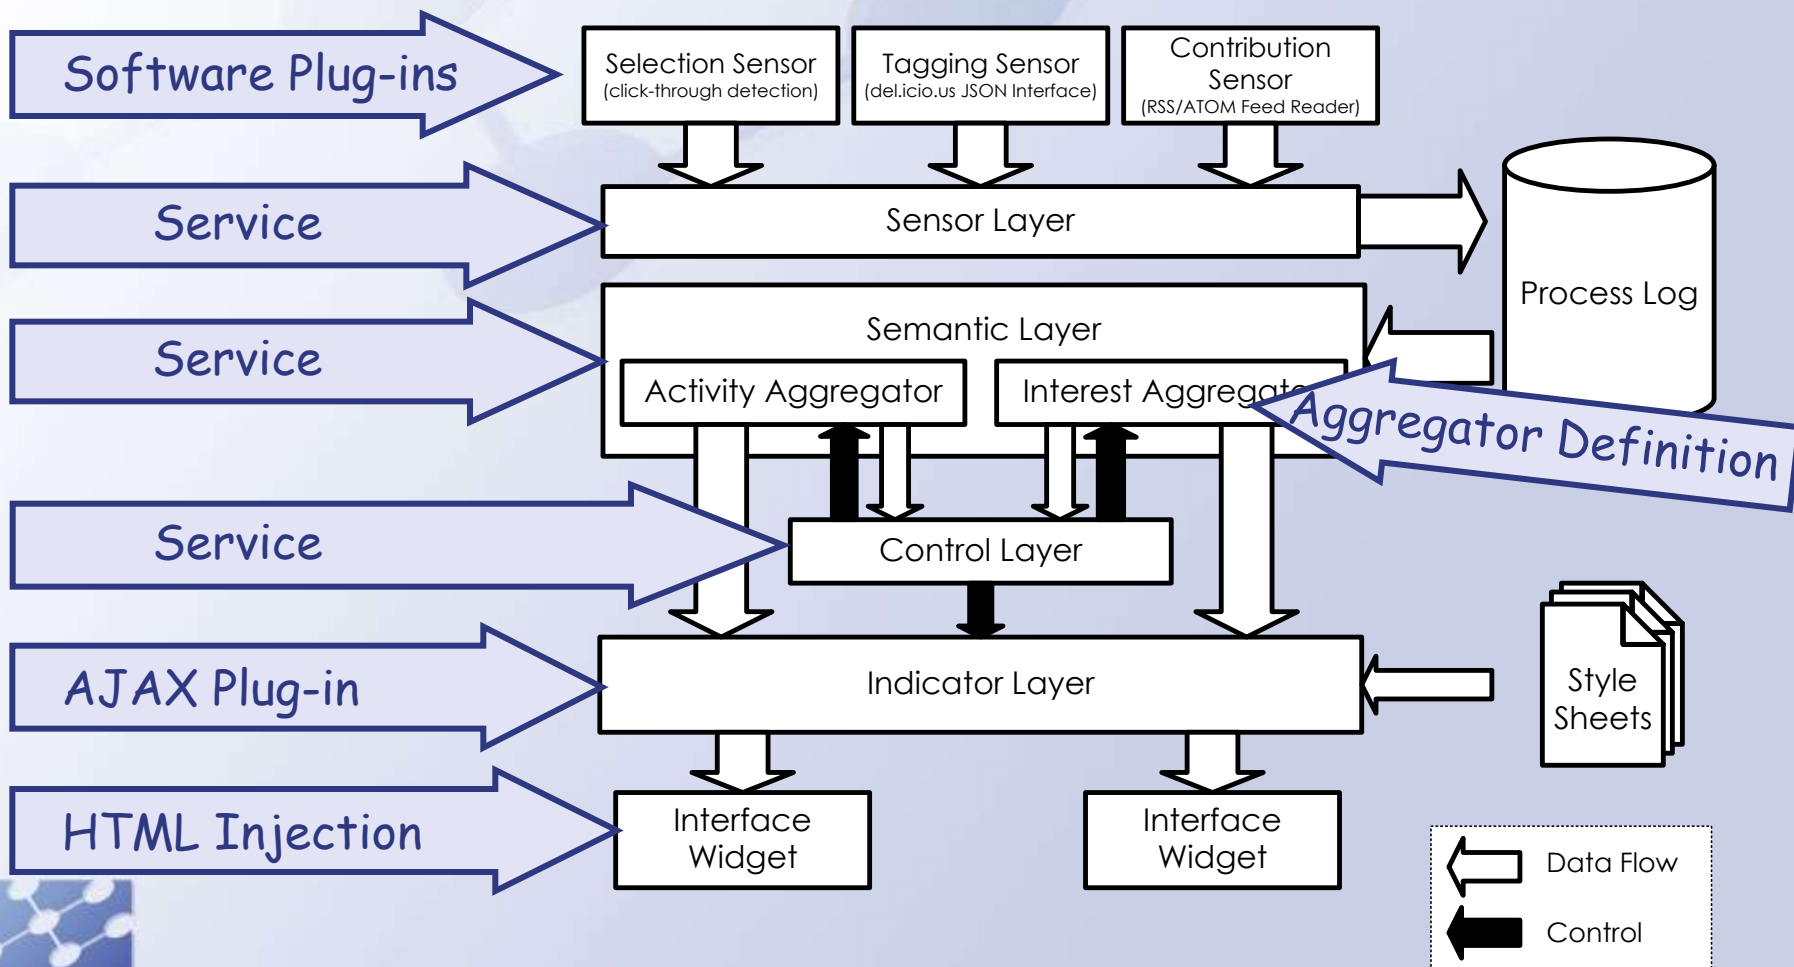 Software Plug-ins
Selection Sensor
(click-through detection)
Tagging Sensor
(del.icio.us JSON Interface)
Contribution
Sensor
(RSS/ATOM Feed Reader)
Service
Sensor Layer
Process Log
Service
Semantic Layer
Activity Aggregator
Interest Aggregato
Aggregator Definition
Service
Control Layer
AJAX Plug-in
Indicator Layer
Style
Sheets
HTML Injection
Interface
Widget
Interface
Widget
Data Flow
Control